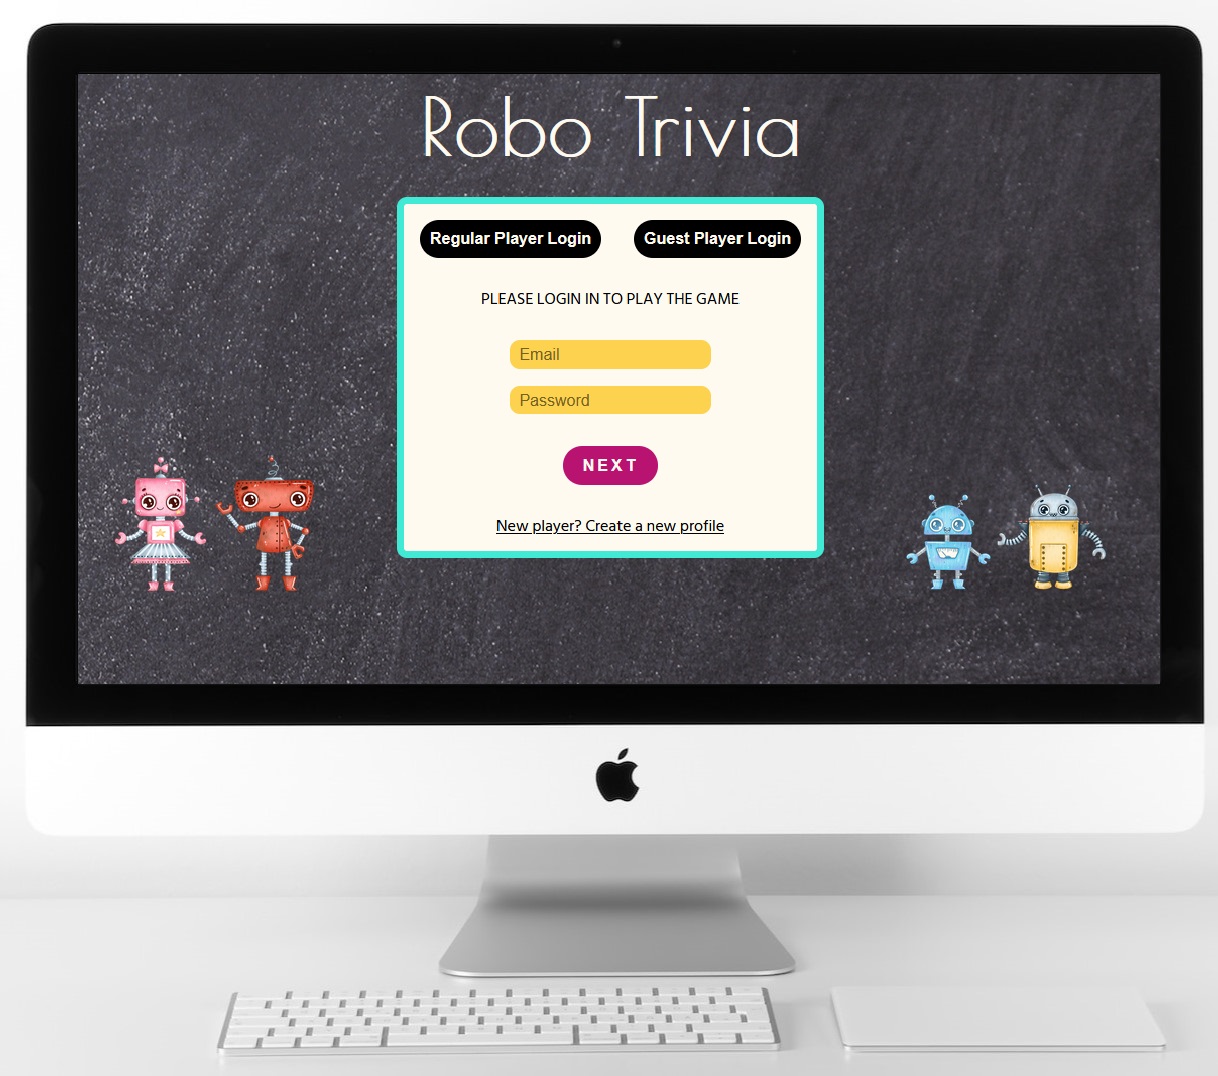 Robo Trivia
Regular Player Login
Guest Player Login
PLEASE LOGIN IN TO PLAY THE GAME
Email
Password
NEXT
New player? Create a new profile